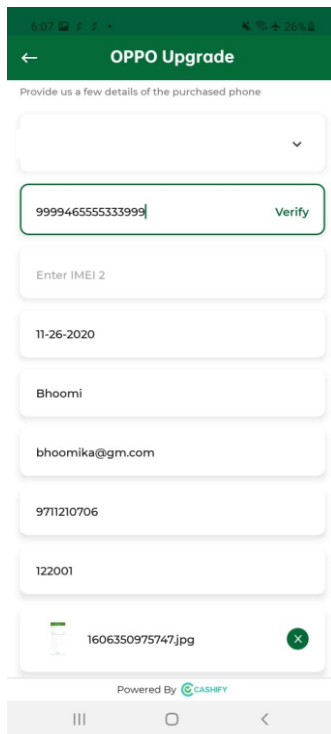 6:07
26%
OPPO Upgrade
Provide us a few details of the purchased phone
9999465555333999
Verify
Enter IMEI 2
11-26-2020
Bhoomi
bhoomika@gm.com
9711210706
122001
1606350975747.jpg
Powered By CASHIFY